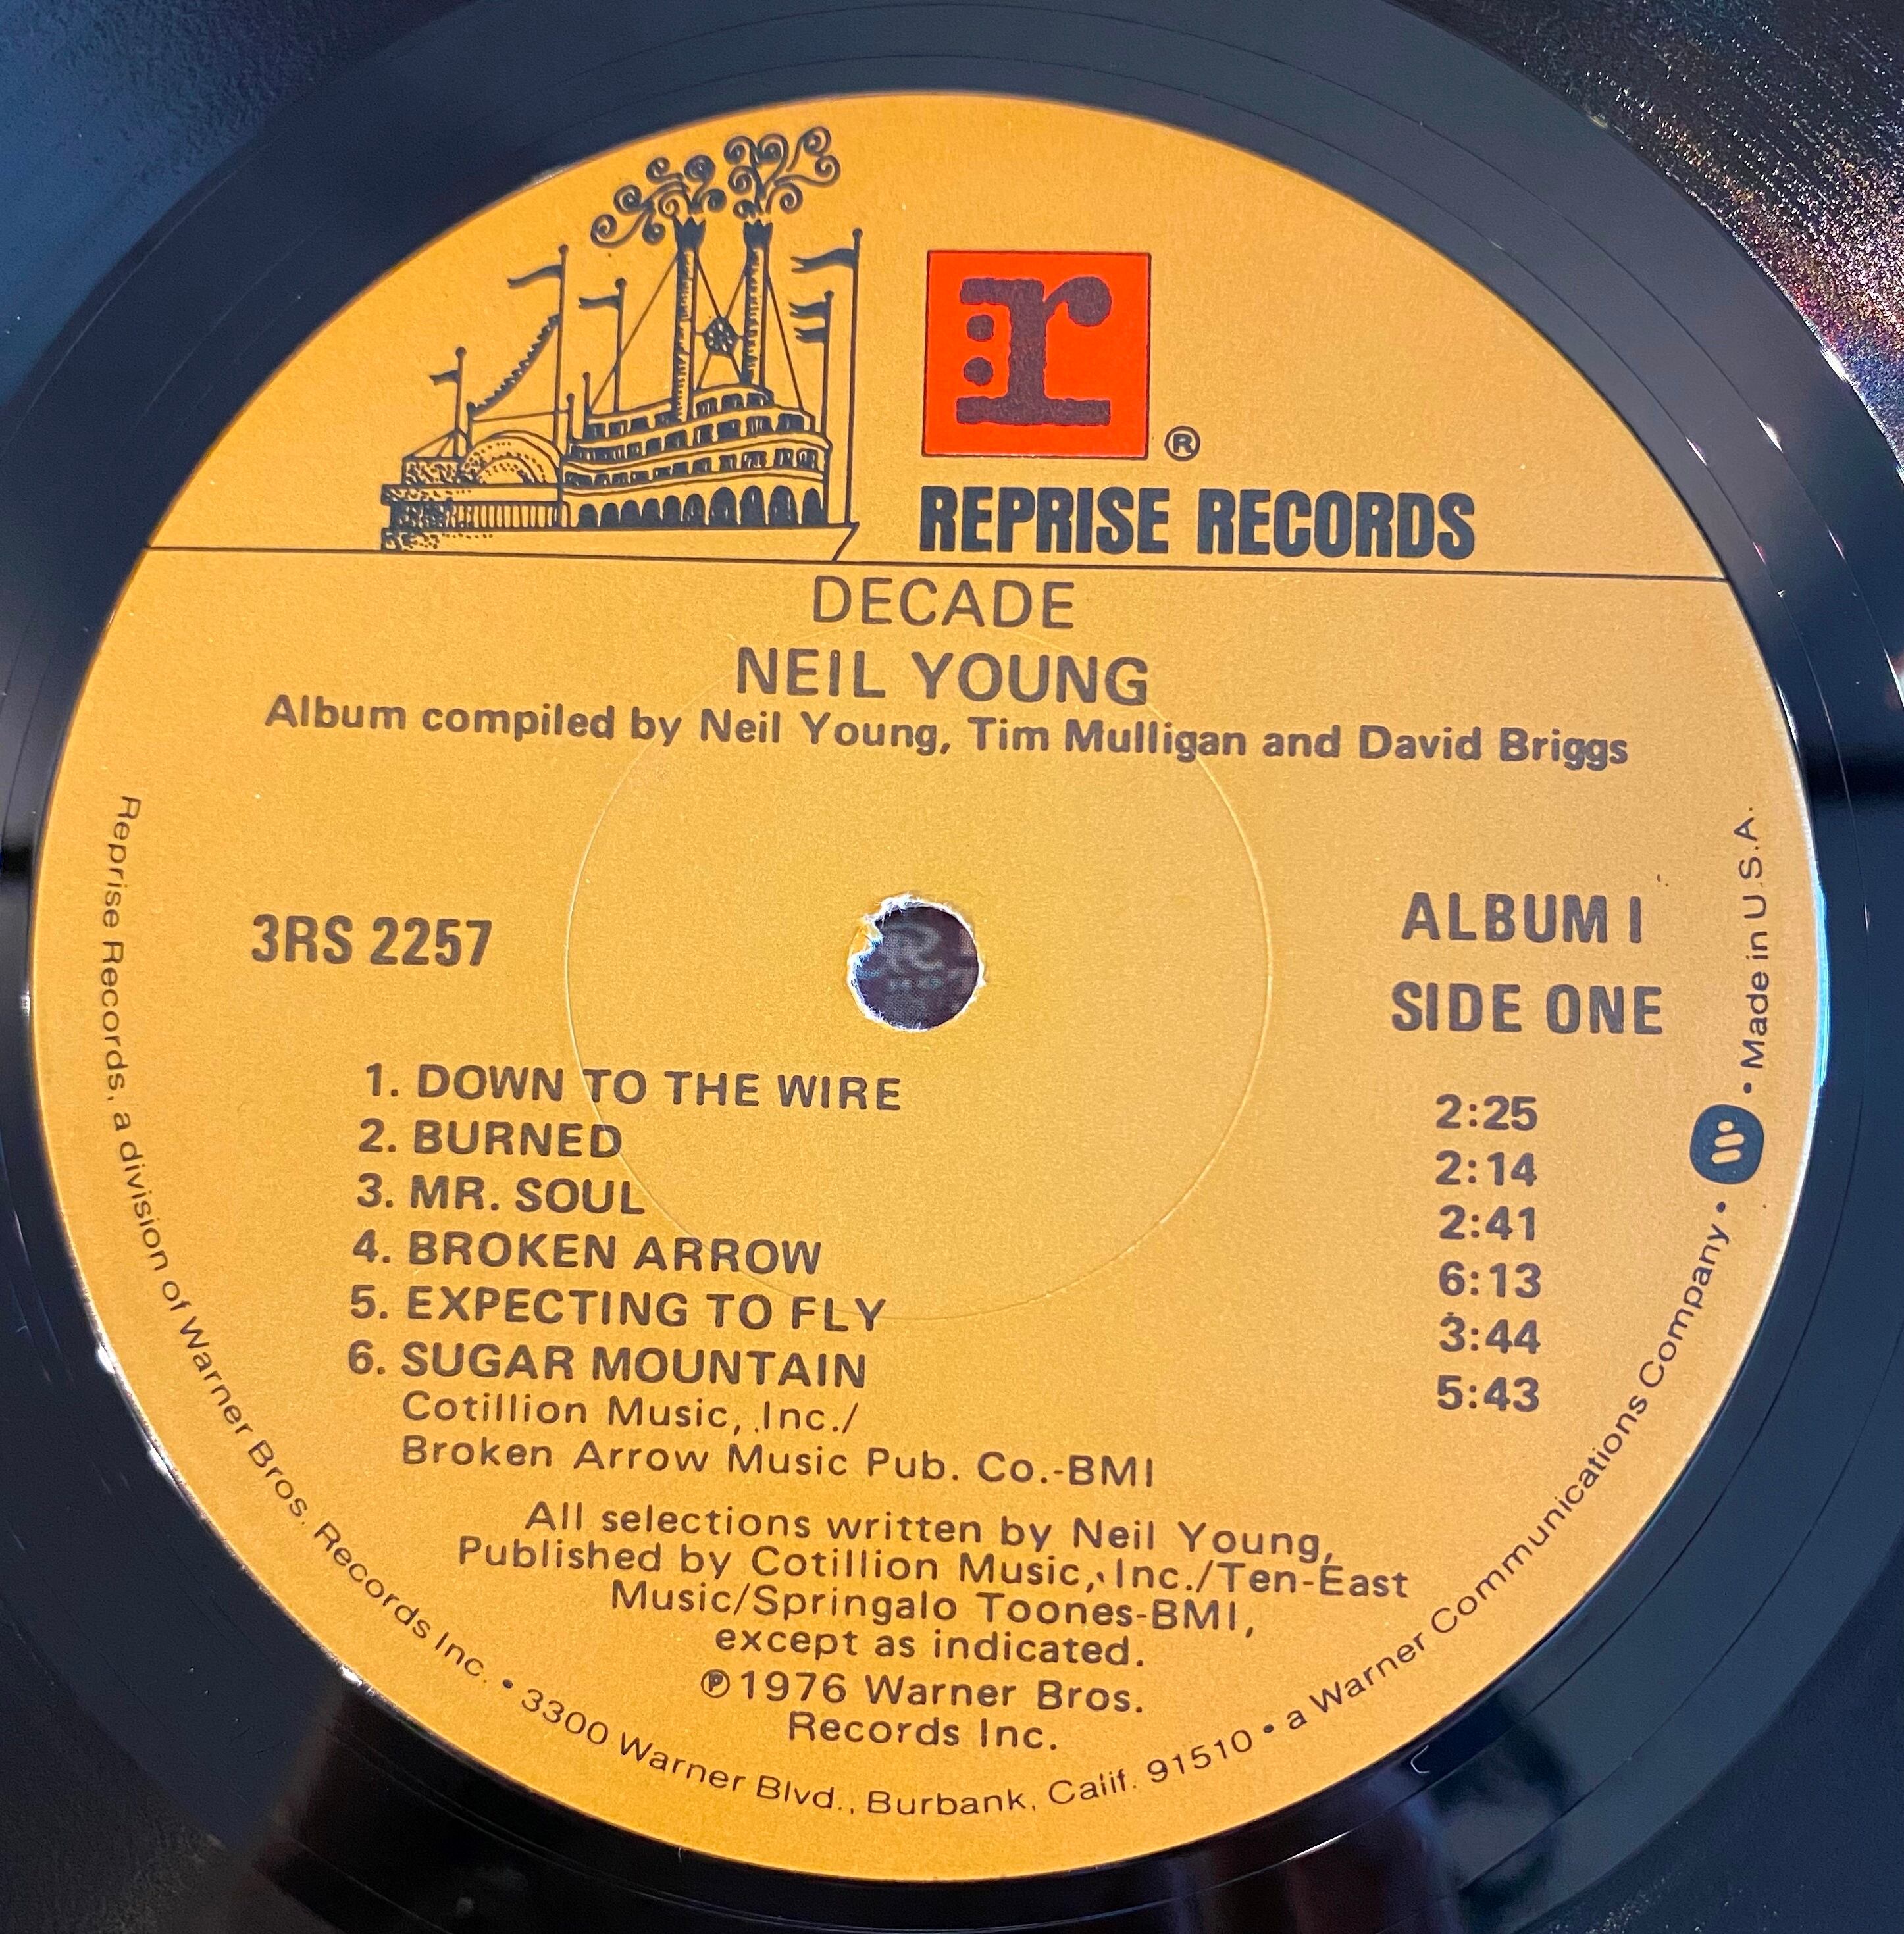 r
®
REPRISE RECORDS
DECADE
NEIL YOUNG
Album compiled by Neil Young, Tim Mulligan and David Briggs
3RS 2257
ALBUM I
SIDE ONE
1. DOWN TO THE WIRE 2:25
2. BURNED 2:14
3. MR. SOUL 2:41
4. BROKEN ARROW 6:13
5. EXPECTING TO FLY 3:44
6. SUGAR MOUNTAIN 5:43
Cotillion Music, Inc./
Broken Arrow Music Pub. Co.-BMI
All selections written by Neil Young,
Published by Cotillion Music, Inc./Ten-East
Music/Springalo Toones-BMI,
except as indicated.
℗1976 Warner Bros.
Records Inc.
Reprise Records, a division of Warner Bros. Records Inc. • 3300 Warner Blvd., Burbank, Calif. 91510 • a Warner Communications Company • W • Made in U.S.A.